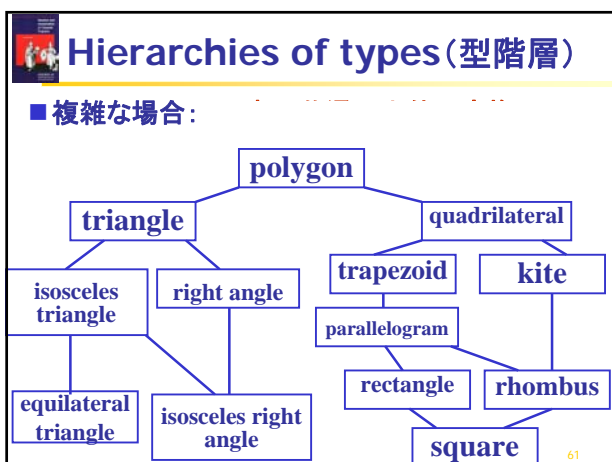 Hierarchies of types(型階層)
■複雑な場合:
polygon
triangle
quadrilateral
isosceles
triangle
right angle
trapezoid
kite
parallelogram
equilateral
triangle
isosceles right
angle
rectangle
rhombus
square
61